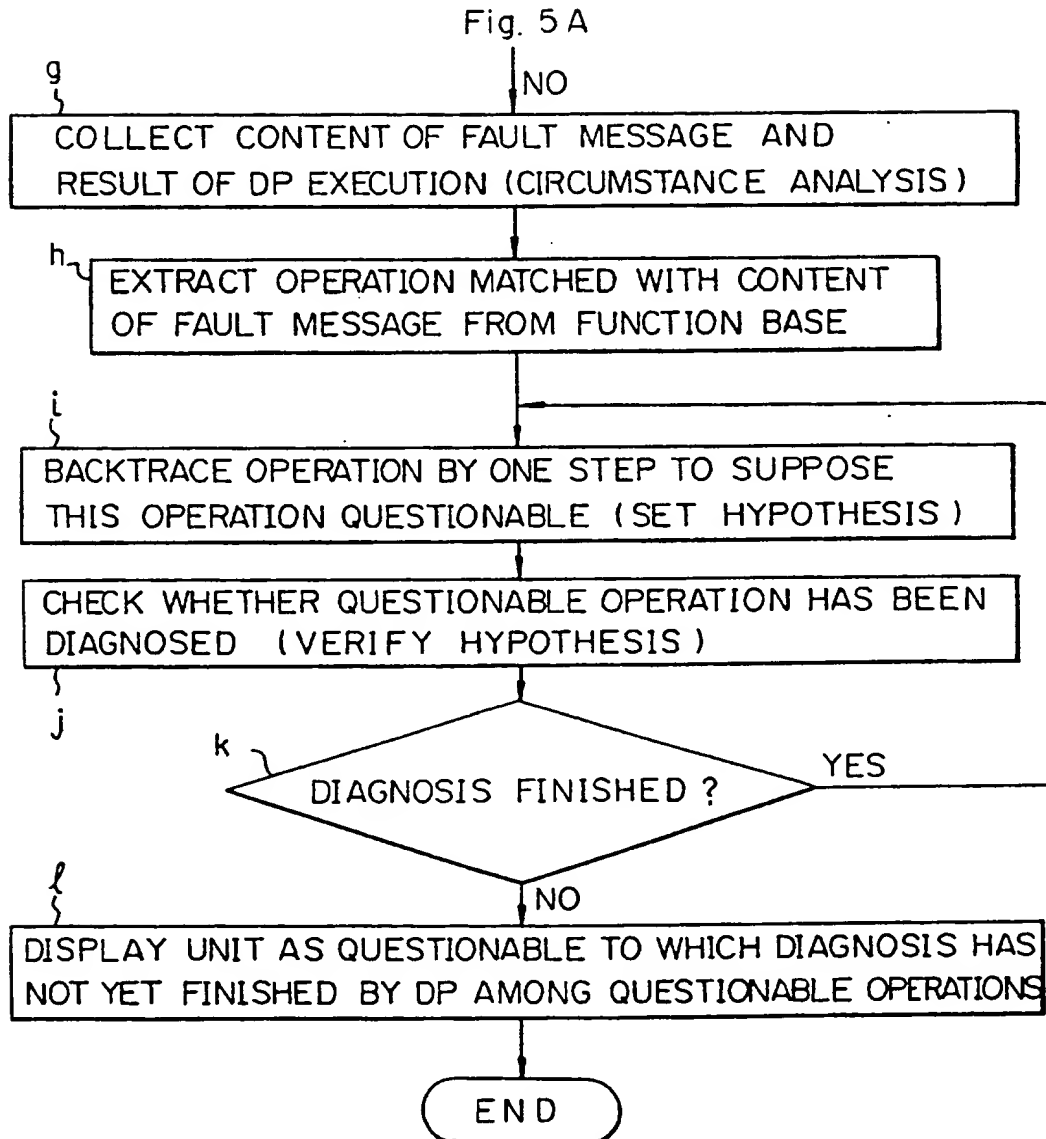 Fig. 5A
NO
g
COLLECT CONTENT OF FAULT MESSAGE AND
RESULT OF DP EXECUTION (CIRCUMSTANCE ANALYSIS)
h
EXTRACT OPERATION MATCHED WITH CONTENT
OF FAULT MESSAGE FROM FUNCTION BASE
i
BACKTRACE OPERATION BY ONE STEP TO SUPPOSE
THIS OPERATION QUESTIONABLE (SET HYPOTHESIS)
CHECK WHETHER QUESTIONABLE OPERATION HAS BEEN
DIAGNOSED (VERIFY HYPOTHESIS)
j
k
DIAGNOSIS FINISHED?
YES
NO
ℓ
DISPLAY UNIT AS QUESTIONABLE TO WHICH DIAGNOSIS HAS
NOT YET FINISHED BY DP AMONG QUESTIONABLE OPERATIONS
END